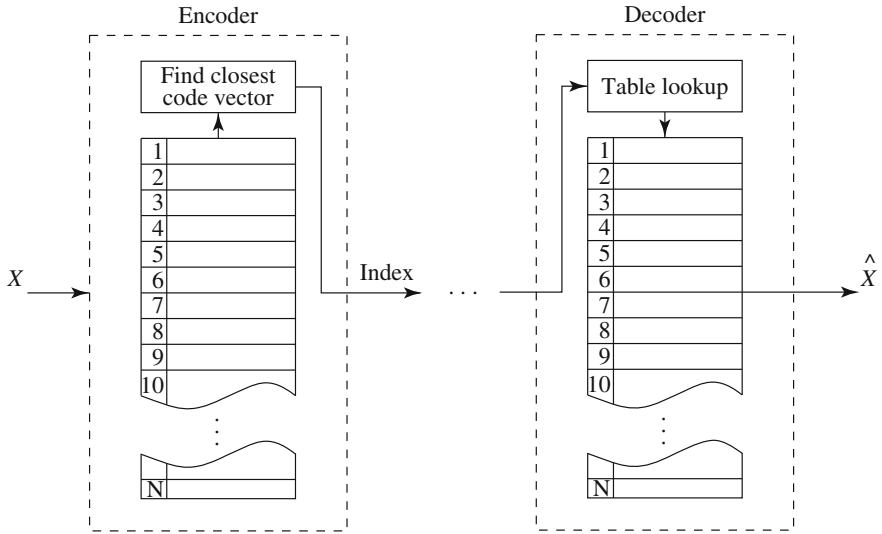 Encoder
Find closest
code vector
1
2
3
4
5
6
7
8
9
10
N
X
Index
. . .
Decoder
Table lookup
1
2
3
4
5
6
7
8
9
10
N
X̂